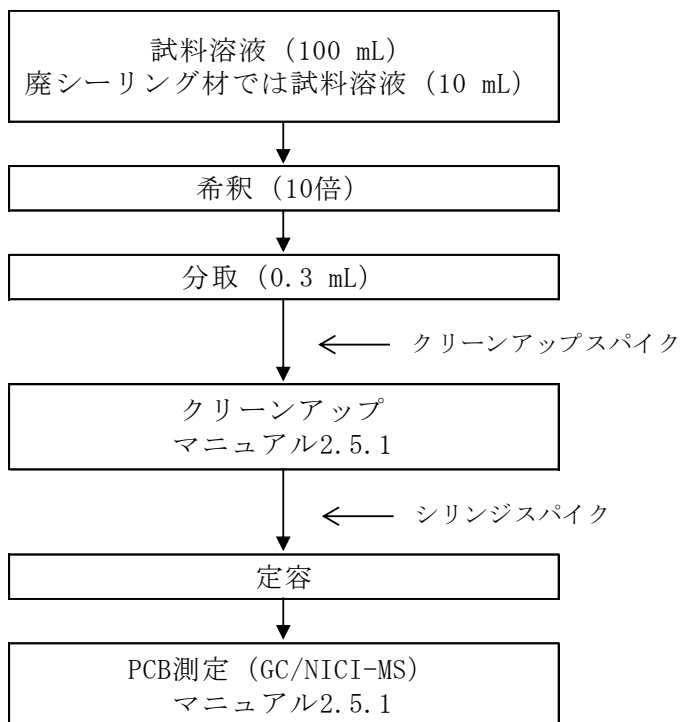 試料溶液 (100 mL)
廃シーリング材では試料溶液 (10 mL)
希釈 (10倍)
分取 (0.3 mL)
クリーンアップスパイク
クリーンアップ
マニュアル2.5.1
シリンジスパイク
定容
PCB測定 (GC/NICI-MS)
マニュアル2.5.1